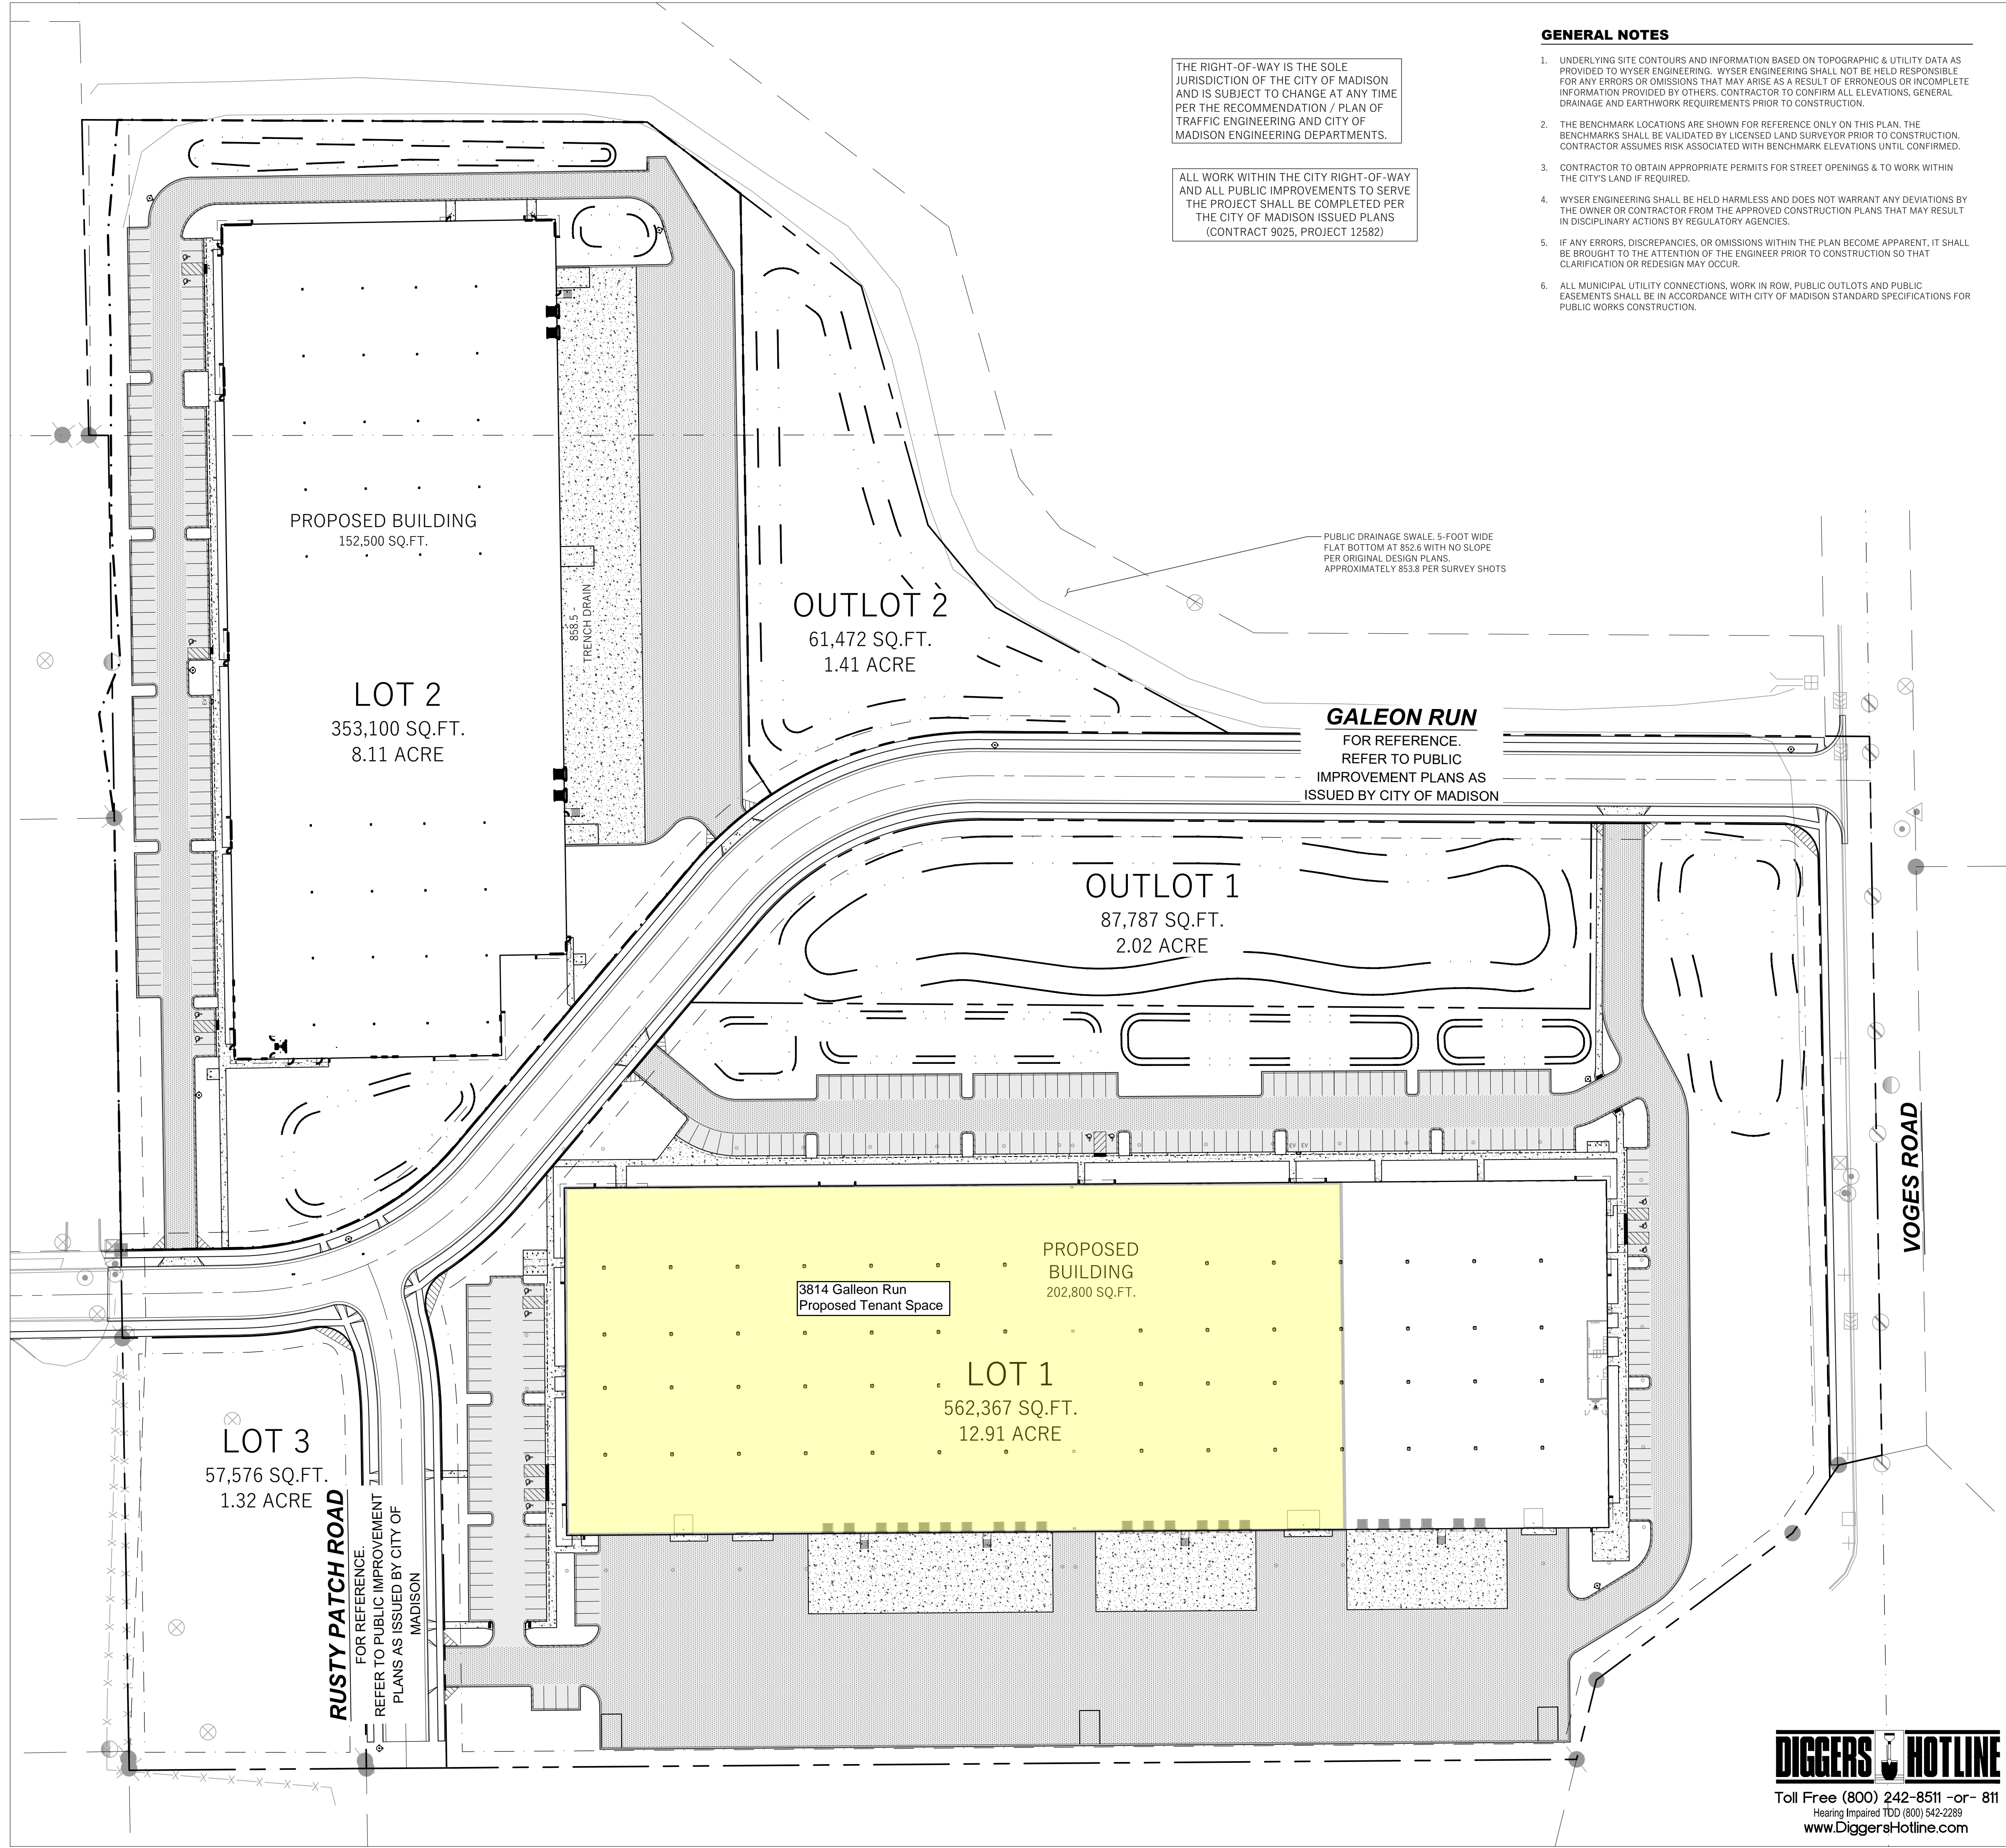 GENERAL NOTES
1. UNDERLYING SITE CONTOURS AND INFORMATION BASED ON TOPOGRAPHIC & UTILITY DATA AS
PROVIDED TO WYSER ENGINEERING. WYSER ENGINEERING SHALL NOT BE HELD RESPONSIBLE
FOR ANY ERRORS OR OMISSIONS THAT MAY ARISE AS A RESULT OF ERRONEOUS OR INCOMPLETE
INFORMATION PROVIDED BY OTHERS. CONTRACTOR TO CONFIRM ALL ELEVATIONS, GENERAL
DRAINAGE AND EARTHWORK REQUIREMENTS PRIOR TO CONSTRUCTION.
2. THE BENCHMARK LOCATIONS ARE SHOWN FOR REFERENCE ONLY ON THIS PLAN. THE
BENCHMARKS SHALL BE VALIDATED BY LICENSED LAND SURVEYOR PRIOR TO CONSTRUCTION.
CONTRACTOR ASSUMES RISK ASSOCIATED WITH BENCHMARK ELEVATIONS UNTIL CONFIRMED.
3. CONTRACTOR TO OBTAIN APPROPRIATE PERMITS FOR STREET OPENINGS & TO WORK WITHIN
THE CITY'S LAND IF REQUIRED.
4. WYSER ENGINEERING SHALL BE HELD HARMLESS AND DOES NOT WARRANT ANY DEVIATIONS BY
THE OWNER OR CONTRACTOR FROM THE APPROVED CONSTRUCTION PLANS THAT MAY RESULT
IN DISCIPLINARY ACTIONS BY REGULATORY AGENCIES.
5. IF ANY ERRORS, DISCREPANCIES, OR OMISSIONS WITHIN THE PLAN BECOME APPARENT, IT SHALL
BE BROUGHT TO THE ATTENTION OF THE ENGINEER PRIOR TO CONSTRUCTION SO THAT
CLARIFICATION OR REDESIGN MAY OCCUR.
6. ALL MUNICIPAL UTILITY CONNECTIONS, WORK IN ROW, PUBLIC OUTLOTS AND PUBLIC
EASEMENTS SHALL BE IN ACCORDANCE WITH CITY OF MADISON STANDARD SPECIFICATIONS FOR
PUBLIC WORKS CONSTRUCTION.
THE RIGHT-OF-WAY IS THE SOLE
JURISDICTION OF THE CITY OF MADISON
AND IS SUBJECT TO CHANGE AT ANY TIME
PER THE RECOMMENDATION / PLAN OF
TRAFFIC ENGINEERING AND CITY OF
MADISON ENGINEERING DEPARTMENTS.
ALL WORK WITHIN THE CITY RIGHT-OF-WAY
AND ALL PUBLIC IMPROVEMENTS TO SERVE
THE PROJECT SHALL BE COMPLETED PER
THE CITY OF MADISON ISSUED PLANS
(CONTRACT 9025, PROJECT 12582)
PROPOSED BUILDING
152,500 SQ.FT.
PUBLIC DRAINAGE SWALE. 5-FOOT WIDE
FLAT BOTTOM AT 852.6 WITH NO SLOPE
PER ORIGINAL DESIGN PLANS.
APPROXIMATELY 853.8 PER SURVEY SHOTS
858.5 -
TRENCH DRAIN
OUTLOT 2
61,472 SQ.FT.
1.41 ACRE
LOT 2
353,100 SQ.FT.
8.11 ACRE
EV
GALEON RUN
FOR REFERENCE.
REFER TO PUBLIC
IMPROVEMENT PLANS AS
ISSUED BY CITY OF MADISON
OUTLOT 1
87,787 SQ.FT.
2.02 ACRE
EV EV
VOGES ROAD
PROPOSED
BUILDING
202,800 SQ.FT.
3814 Galleon Run
Proposed Tenant Space
LOT 1
562,367 SQ.FT.
12.91 ACRE
LOT 3
57,576 SQ.FT.
1.32 ACRE
RUSTY PATCH ROAD
FOR REFERENCE.
REFER TO PUBLIC IMPROVEMENT
PLANS AS ISSUED BY CITY OF
MADISON
DIGGERS HOTLINE
Toll Free (800) 242-8511 -or- 811
Hearing Impaired TDD (800) 542-2289
www.DiggersHotline.com